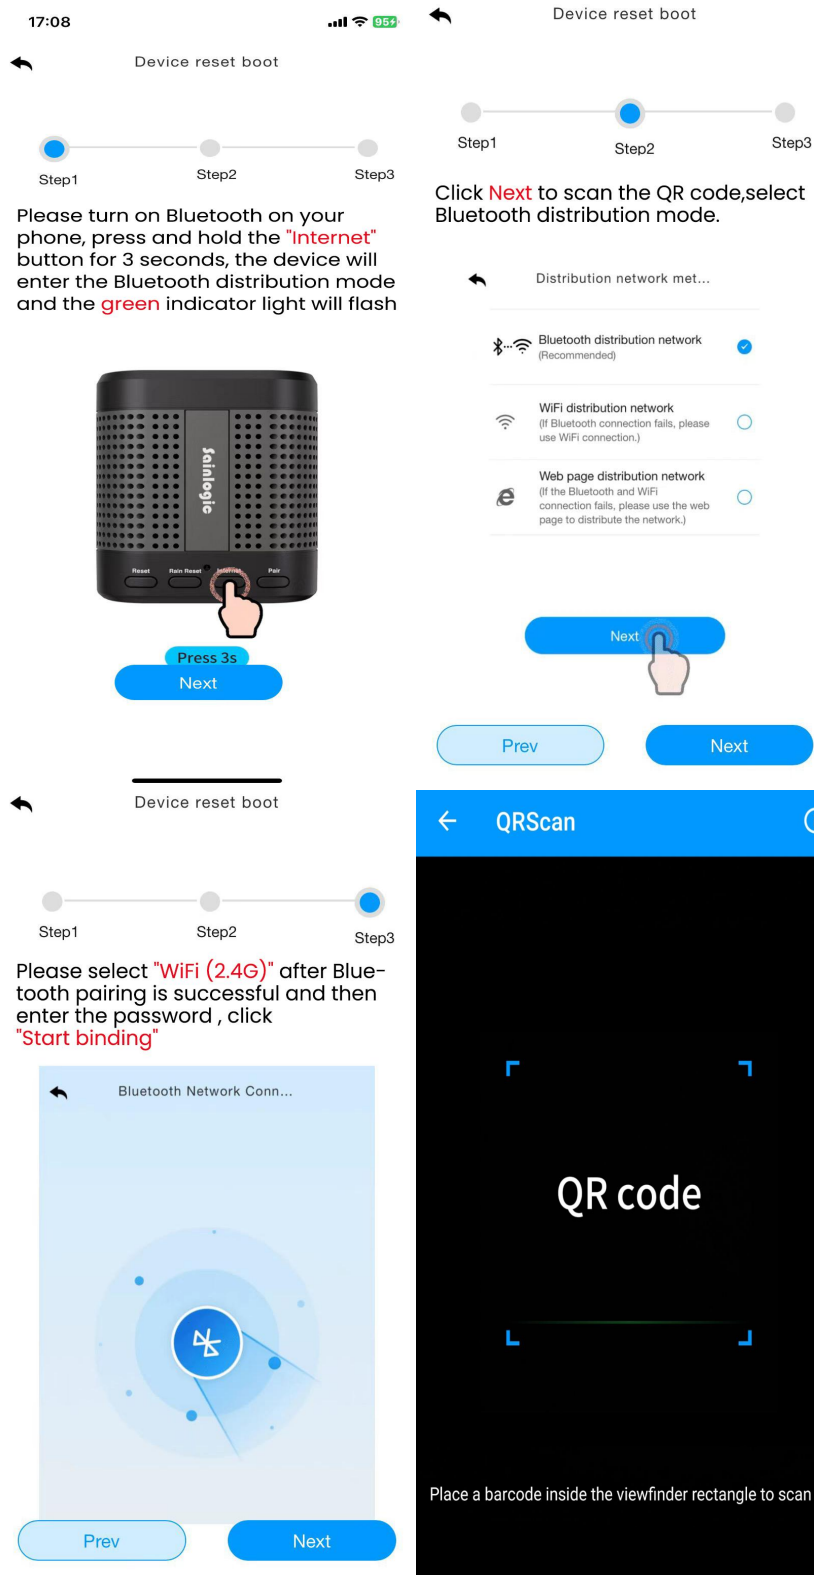 17:08
95
Device reset boot
Step1
Step2
Step3
Please turn on Bluetooth on your
phone, press and hold the "Internet"
button for 3 seconds, the device will
enter the Bluetooth distribution mode
and the green indicator light will flash
Sainlogic
Reset
Rain Reset
Internet
Pair
Press 3s
Next
Device reset boot
Step1
Step2
Step3
Click Next to scan the QR code,select
Bluetooth distribution mode.
Distribution network met...
Bluetooth distribution network
(Recommended)
WiFi distribution network
(If Bluetooth connection fails, please
use WiFi connection.)
Web page distribution network
(If the Bluetooth and WiFi
connection fails, please use the web
page to distribute the network.)
Next
Prev
Next
Device reset boot
Step1
Step2
Step3
Please select "WiFi (2.4G)" after Blue-
tooth pairing is successful and then
enter the password , click
"Start binding"
Bluetooth Network Conn...
Prev
Next
QRScan
QR code
Place a barcode inside the viewfinder rectangle to scan